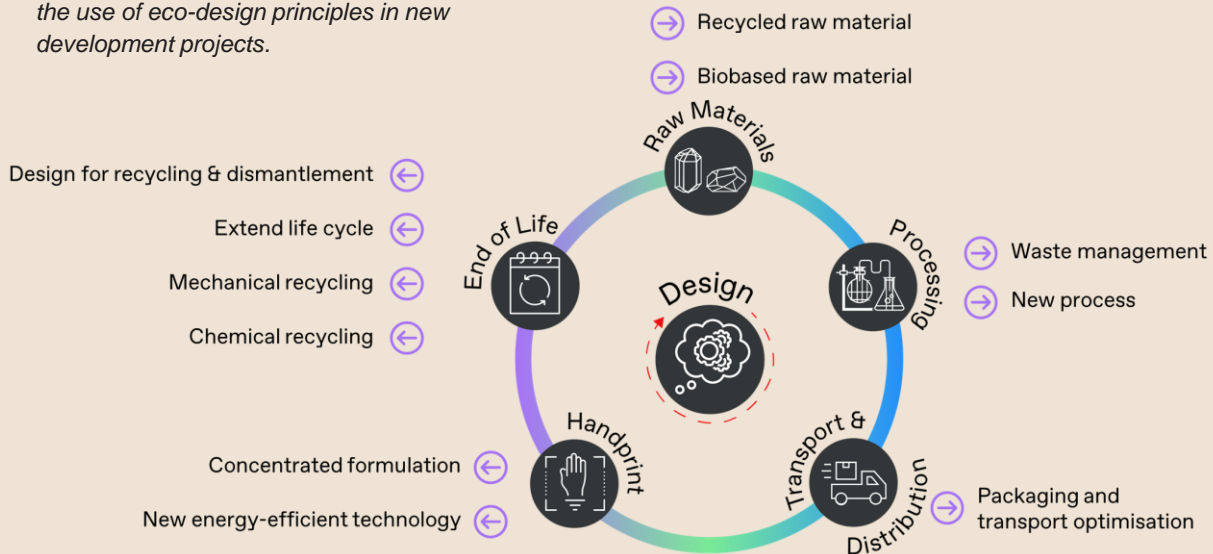 the use of eco-design principles in new
development projects.
Recycled raw material
Biobased raw material
Raw Materials
Design for recycling & dismantlement
Extend life cycle
Mechanical recycling
Chemical recycling
End of Life
Processing
Waste management
New process
Design
Handprint
Concentrated formulation
New energy-efficient technology
Transport &
Distribution
Packaging and
transport optimisation